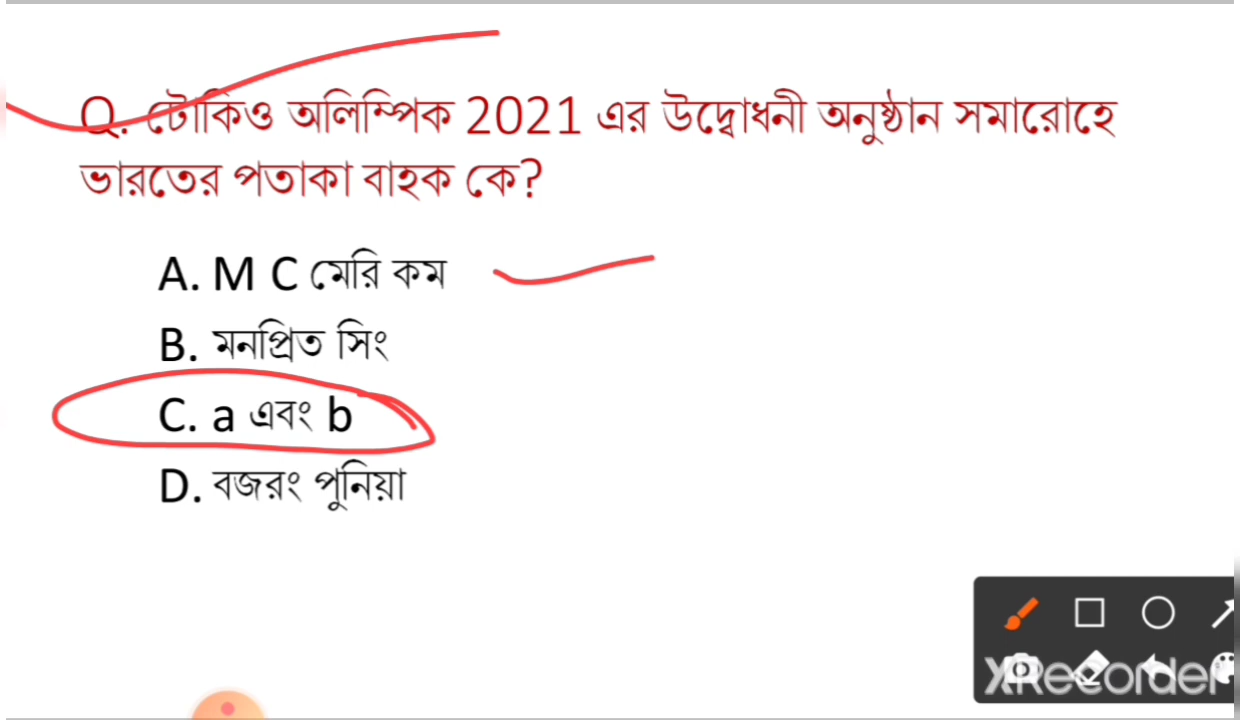 Q. টোকিও অলিম্পিক 2021 এর উদ্বোধনী অনুষ্ঠান সমারোহে
ভারতের পতাকা বাহক কে?
A. M C মেরি কম
B. মনপ্রিত সিং
C. a এবং b
D. বজরং পুনিয়া
XRecorder